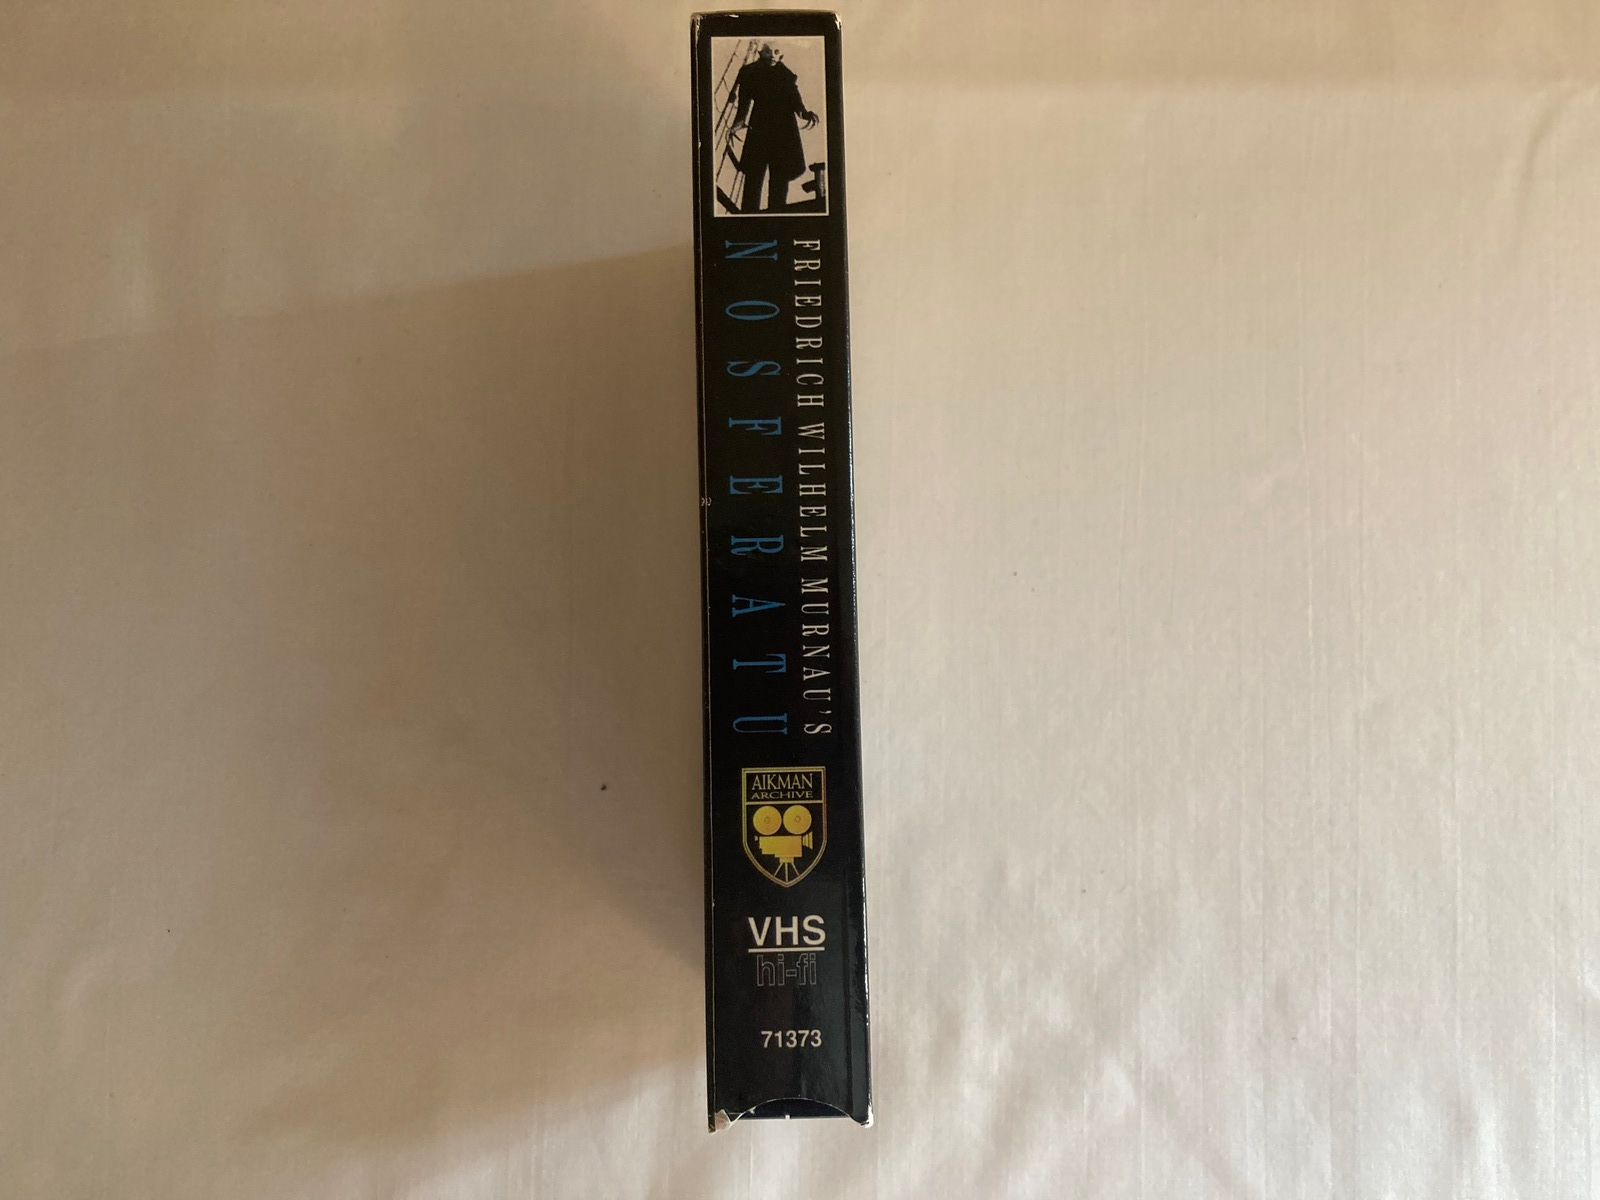 FRIEDRICH WILHELM MURNAU'S
NOSFERATU
AIKMAN
ARCHIVE
VHS
hi-fi
71373